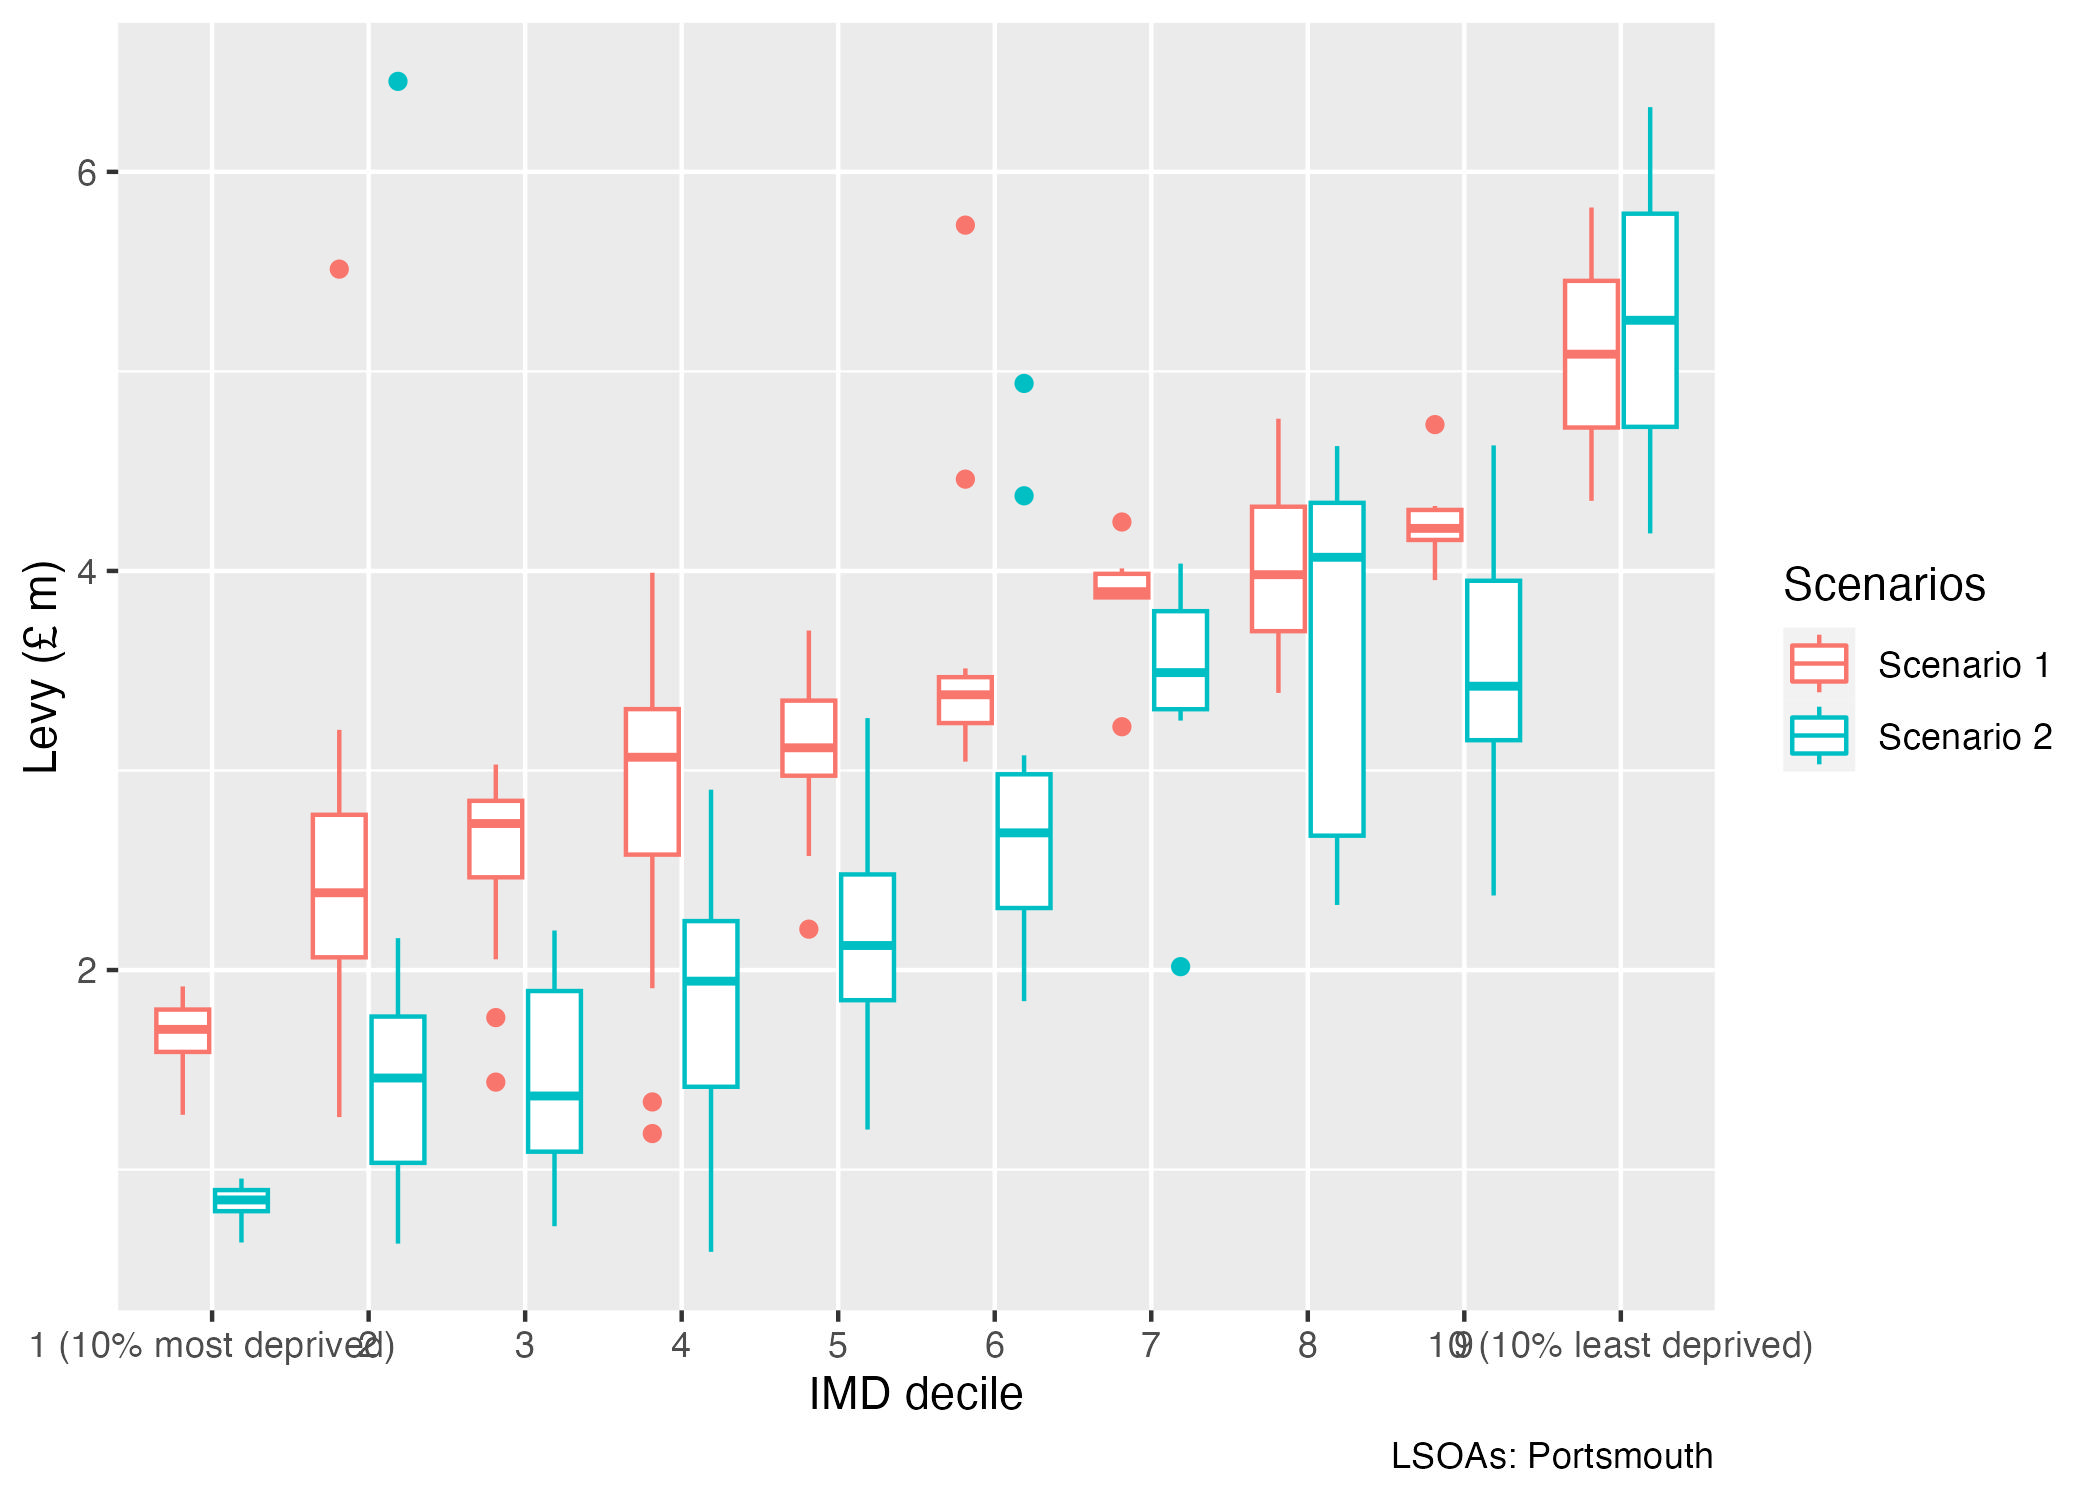 6
4
2
Levy (£ m)
1 (10% most deprived)
2
3
4
5
6
7
8
9
10 (10% least deprived)
IMD decile
Scenarios
Scenario 1
Scenario 2
LSOAs: Portsmouth